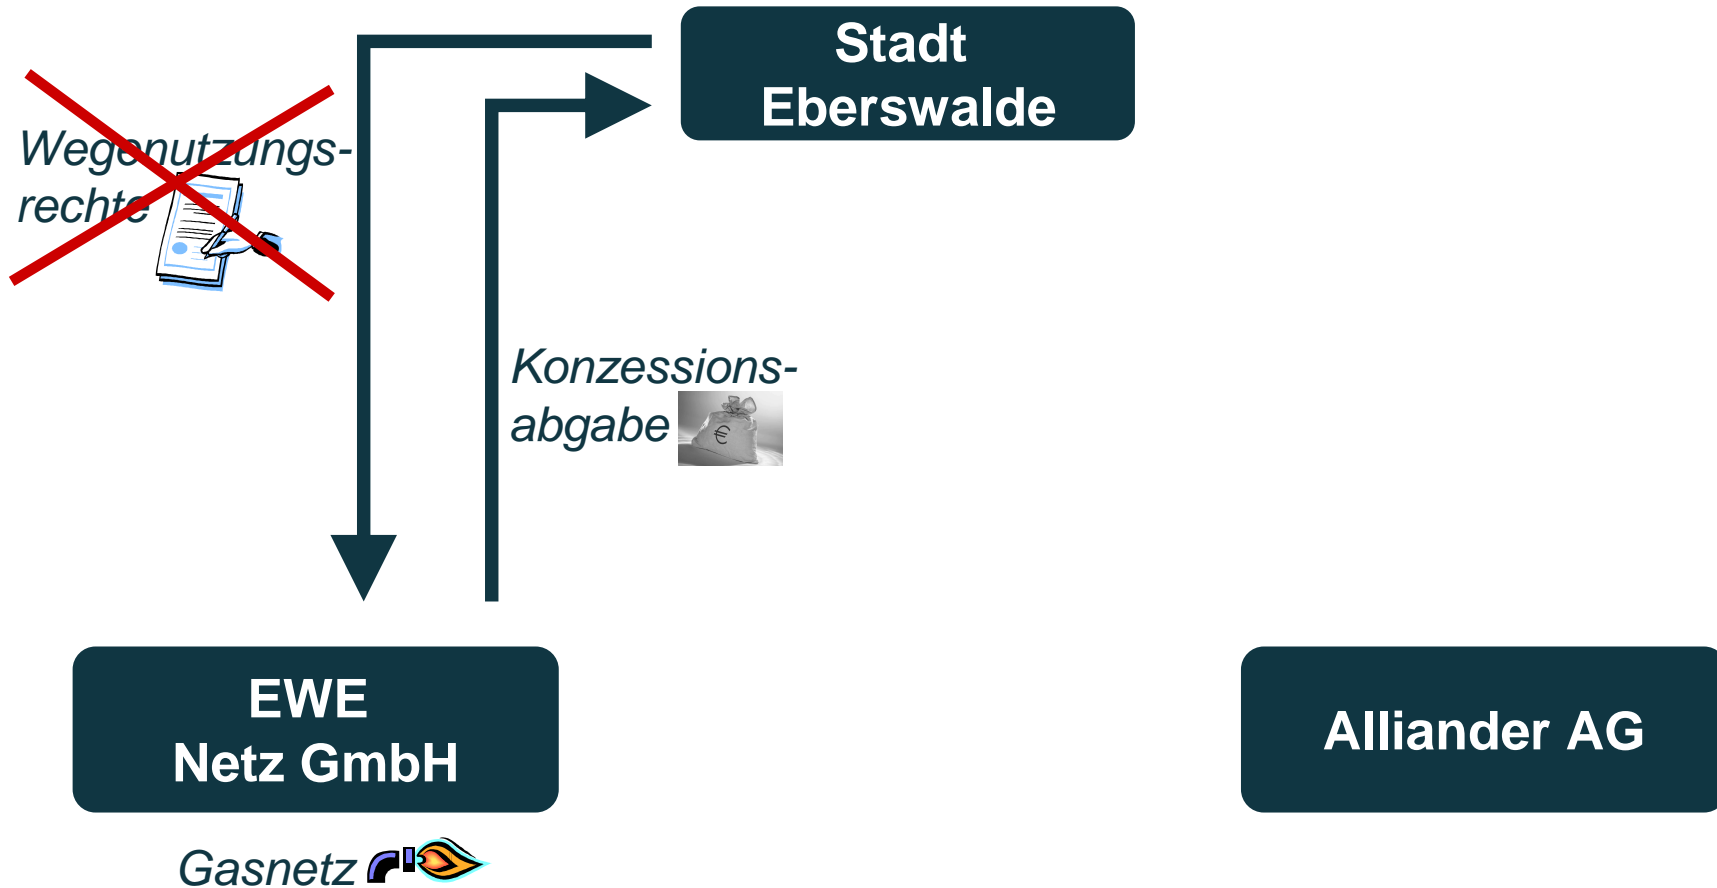 Stadt
Eberswalde
Wegenutzungs-
rechte
Konzessions-
abgabe
€
EWE
Netz GmbH
Alliander AG
Gasnetz